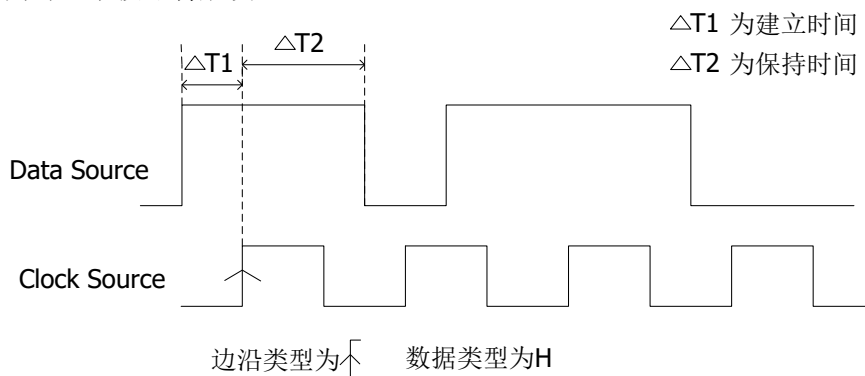 △T1 为建立时间
△T2 为保持时间
△T1
△T2
Data Source
Clock Source
边沿类型为 数据类型为H